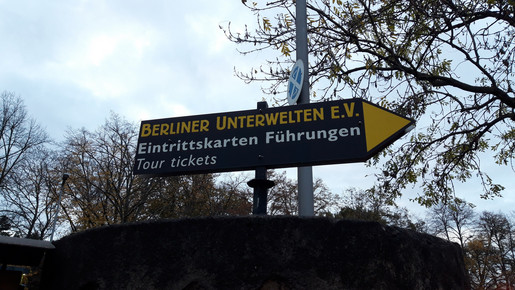 BERLINER UNTERWELTEN E.V.
Eintrittskarten Führungen
Tour tickets